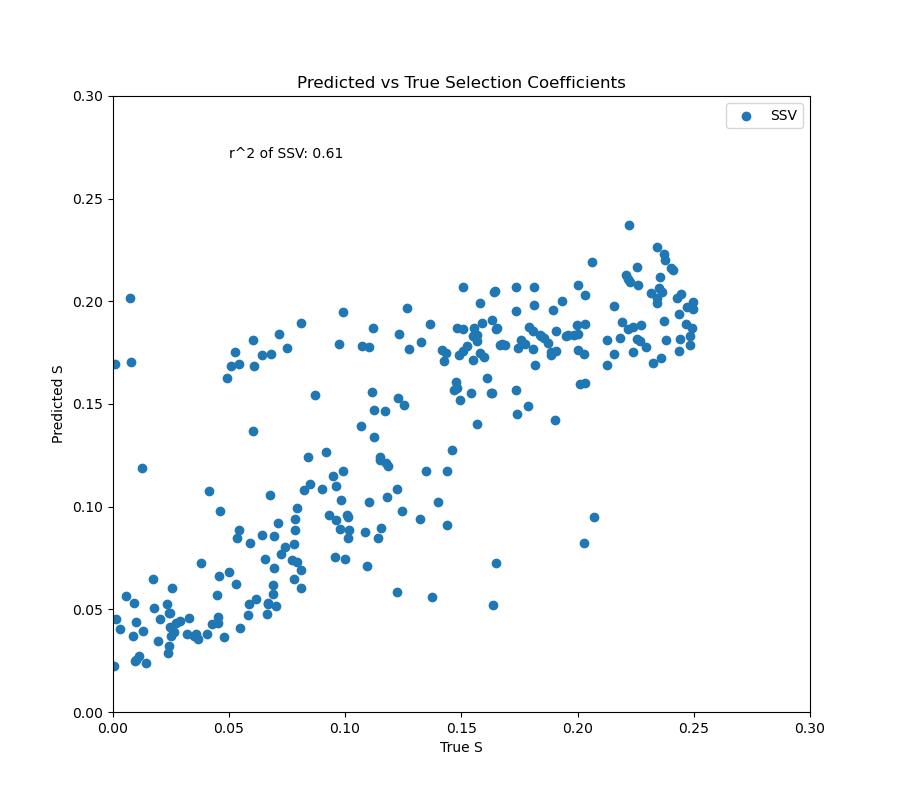 Predicted vs True Selection Coefficients
0.30
SSV
r^2 of SSV: 0.61
0.25
0.20
0.15
Predicted S
0.10
0.05
0.00
0.00 0.05 0.10 0.15 0.20 0.25 0.30
True S